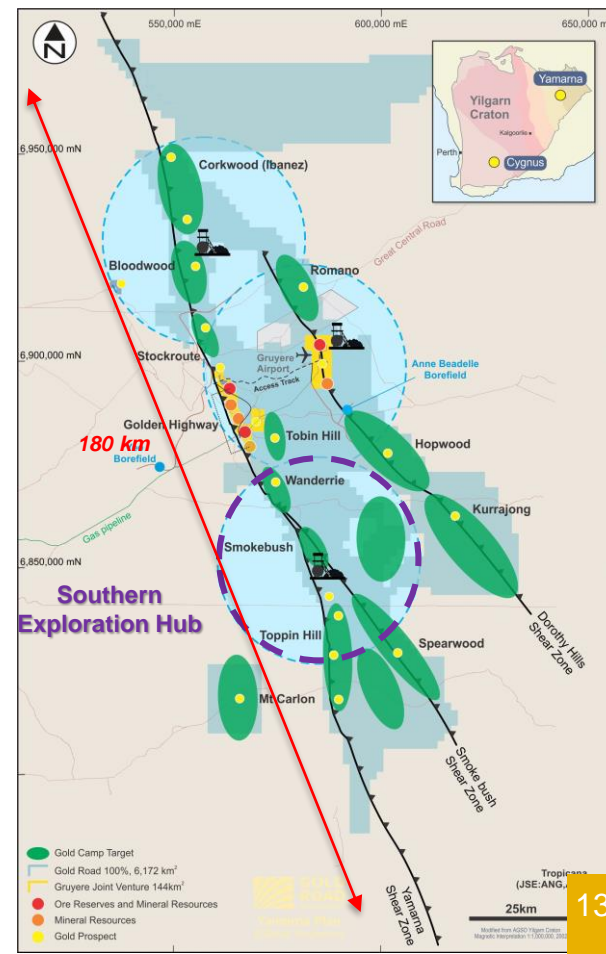 550,000 mE
600,000 mE
650,000 m
N
Yilgarn
Craton
Yamarna
Kalgoorlie
Perth
Cygnus
6,950,000 mN
Corkwood (Ibanez)
Great Central Road
Bloodwood
Romano
Stockroute
6,900,000 mN
Gruyere
Airport
Access Track
Anne Beadelle
Borefield
Golden Highway
180 km
Borefield
Tobin Hill
Hopwood
Wanderrie
Kurrajong
Gas pipeline
Smokebush
6,850,000 mN
Southern
Exploration Hub
Dorothy Hills
Shear Zone
Toppin Hill
Spearwood
Mt Carlon
Smoke bush
Shear Zone
Gold Camp Target
Gold Road 100%, 6,172 km²
Gruyere Joint Venture 144km²
Ore Reserves and Mineral Resources
Mineral Resources
Gold Prospect
Yamarna
Shear Zone
Tropicana
(JSE:ANG,
25km
Modified from AGSO Yilgarn Craton
13